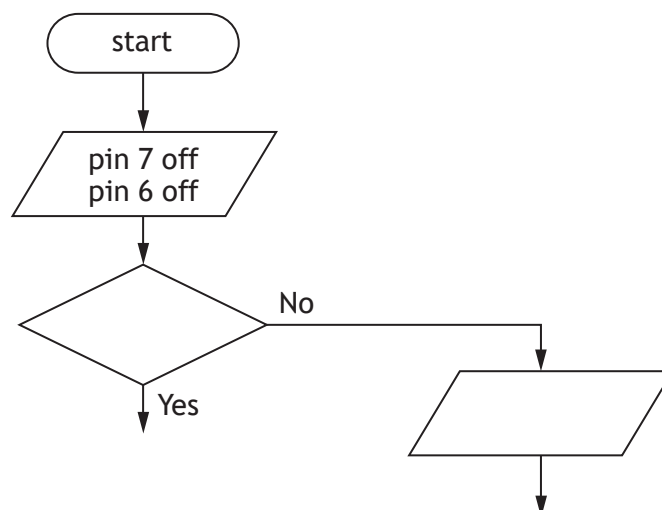 start
pin 7 off
pin 6 off
No
Yes